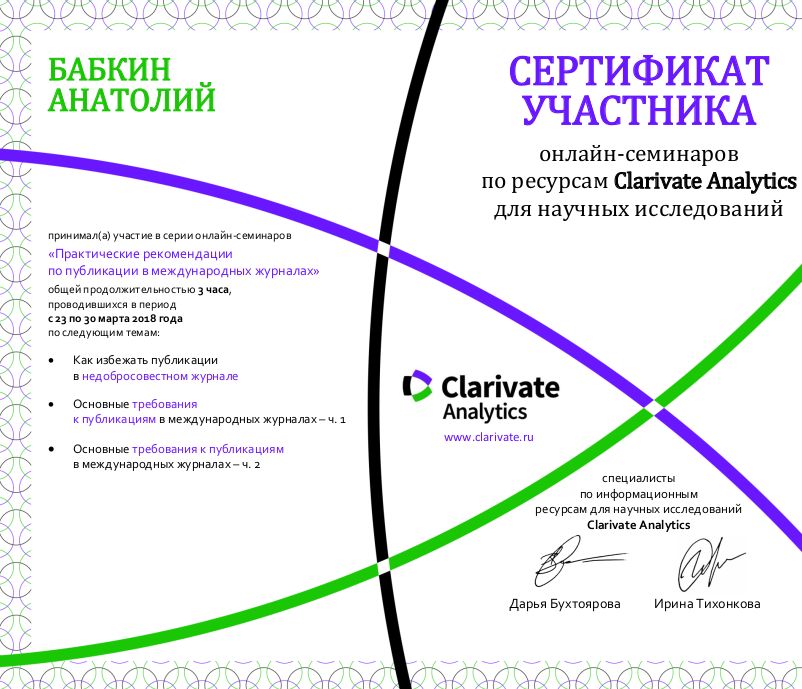 БАБКИН
АНАТОЛИЙ
СЕРТИФИКАТ
УЧАСТНИКА
онлайн-семинаров
по ресурсам Clarivate Analytics
для научных исследований
принимал(а) участие в серии онлайн-семинаров
«Практические рекомендации
по публикации в международных журналах»
общей продолжительностью 3 часа,
проводившихся в период
с 23 по 30 марта 2018 года
по следующим темам:
• Как избежать публикации
в недобросовестном журнале
• Основные требования
к публикациям в международных журналах – ч. 1
• Основные требования к публикациям
в международных журналах – ч. 2
Clarivate
Analytics
www.clarivate.ru
специалисты
по информационным
ресурсам для научных исследований
Clarivate Analytics
Дарья Бухтоярова
Ирина Тихонкова